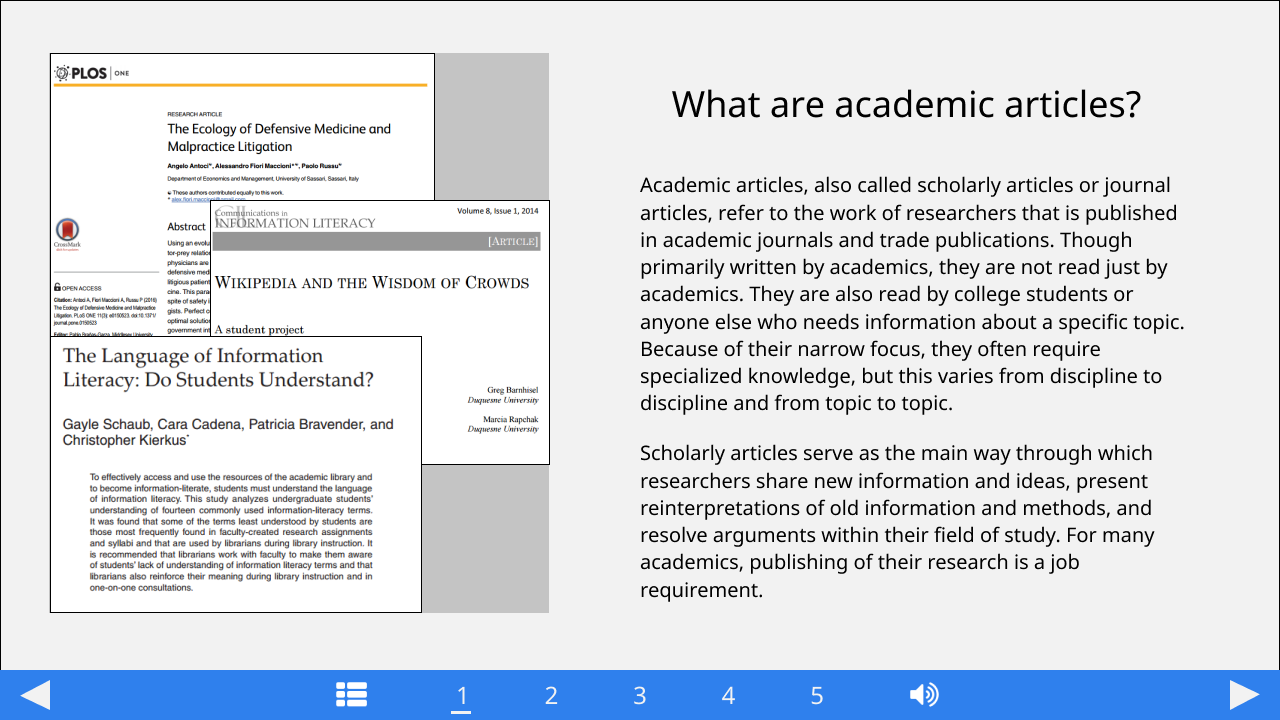 PLOS ONE
RESEARCH ARTICLE
The Ecology of Defensive Medicine and
Malpractice Litigation
Angelo Antoci, Alessandro Fiori Maccioni, Paolo Russu
Department of Economics and Management, University of Sassari, Sassari, Italy
These authors contributed equally to this work.
CrossMark
Abstract
Using an evolu
tor-prey relation
physicians are
defensive med
litigious patient
cine. This para
spite of safety i
gists. Perfect c
optimal solution
government int
OPEN ACCESS
Citation: Antoci A, Fiori Maccioni A, Russu P (2016)
The Ecology of Defensive Medicine and Malpractice
Litigation. PLoS ONE 11(3): e0150523. doi:10.1371/
journal.pone.0150523
Communications in
INFORMATION LITERACY
Volume 8, Issue 1, 2014
[ARTICLE]
WIKIPEDIA AND THE WISDOM OF CROWDS
A student project
Greg Barnhisel
Duquesne University
Marcia Rapchak
Duquesne University
The Language of Information
Literacy: Do Students Understand?
Gayle Schaub, Cara Cadena, Patricia Bravender, and
Christopher Kierkus*
To effectively access and use the resources of the academic library and
to become information-literate, students must understand the language
of information literacy. This study analyzes undergraduate students'
understanding of fourteen commonly used information-literacy terms.
It was found that some of the terms least understood by students are
those most frequently found in faculty-created research assignments
and syllabi and that are used by librarians during library instruction. It
is recommended that librarians work with faculty to make them aware
of students' lack of understanding of information literacy terms and that
librarians also reinforce their meaning during library instruction and in
one-on-one consultations.
What are academic articles?
Academic articles, also called scholarly articles or journal
articles, refer to the work of researchers that is published
in academic journals and trade publications. Though
primarily written by academics, they are not read just by
academics. They are also read by college students or
anyone else who needs information about a specific topic.
Because of their narrow focus, they often require
specialized knowledge, but this varies from discipline to
discipline and from topic to topic.
Scholarly articles serve as the main way through which
researchers share new information and ideas, present
reinterpretations of old information and methods, and
resolve arguments within their field of study. For many
academics, publishing of their research is a job
requirement.
1 2 3 4 5